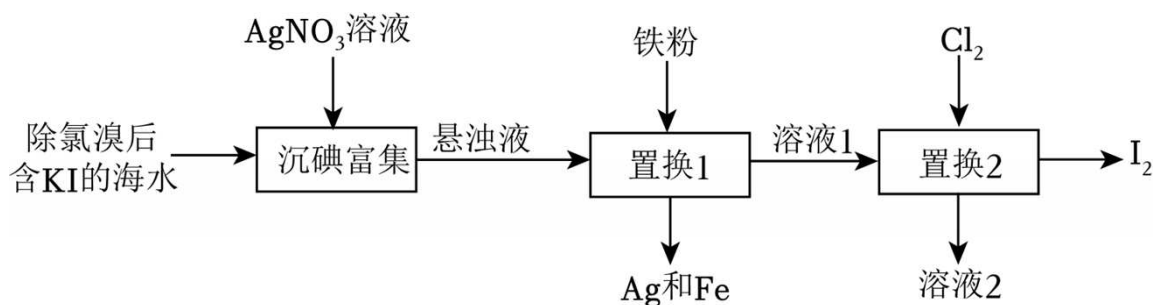 AgNO₃溶液
铁粉
Cl₂
除氯溴后
含KI的海水
沉碘富集
悬浊液
置换1
溶液1
置换2
I₂
Ag和Fe
溶液2